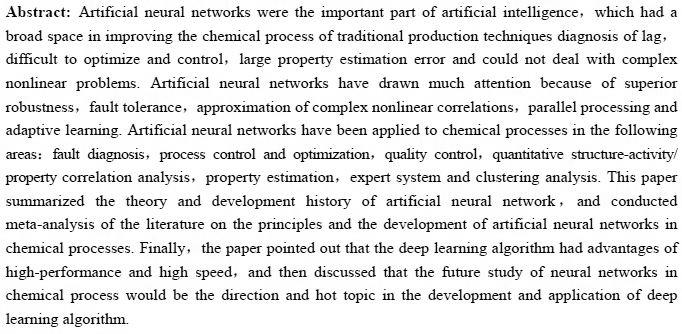 Abstract: Artificial neural networks were the important part of artificial intelligence，which had a
broad space in improving the chemical process of traditional production techniques diagnosis of lag，
difficult to optimize and control，large property estimation error and could not deal with complex
nonlinear problems. Artificial neural networks have drawn much attention because of superior
robustness，fault tolerance，approximation of complex nonlinear correlations，parallel processing and
adaptive learning. Artificial neural networks have been applied to chemical processes in the following
areas：fault diagnosis，process control and optimization，quality control，quantitative structure-activity/
property correlation analysis，property estimation，expert system and clustering analysis. This paper
summarized the theory and development history of artificial neural network，and conducted
meta-analysis of the literature on the principles and the development of artificial neural networks in
chemical processes. Finally，the paper pointed out that the deep learning algorithm had advantages of
high-performance and high speed，and then discussed that the future study of neural networks in
chemical process would be the direction and hot topic in the development and application of deep
learning algorithm.